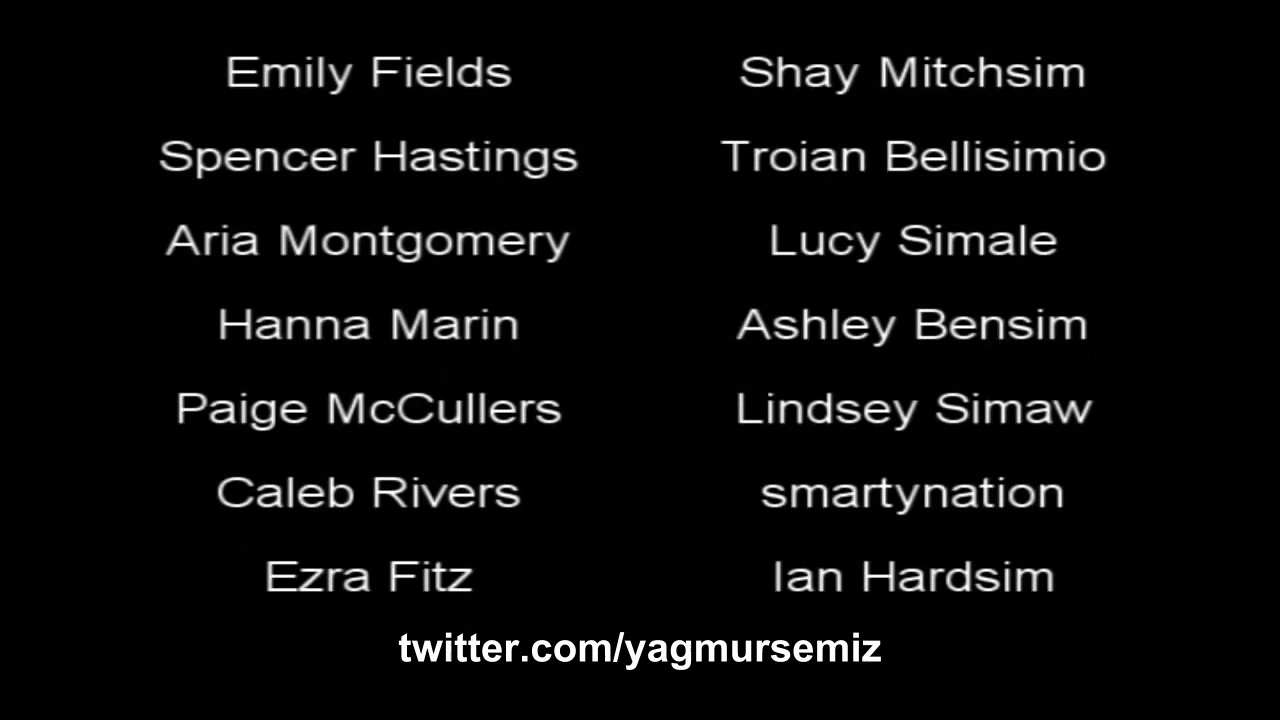 Emily Fields Shay Mitchsim
Spencer Hastings Troian Bellisimio
Aria Montgomery Lucy Simale
Hanna Marin Ashley Bensim
Paige McCullers Lindsey Simaw
Caleb Rivers smartynation
Ezra Fitz Ian Hardsim
twitter.com/yagmursemiz